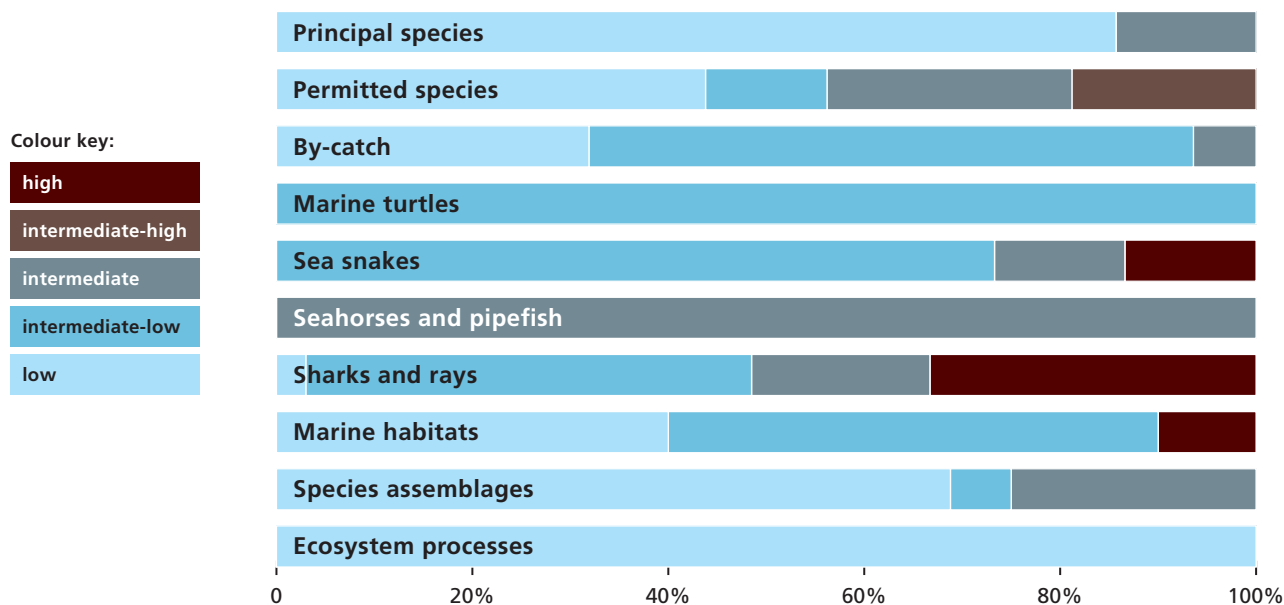 Principal species
Permitted species
Colour key:
By-catch
high
Marine turtles
intermediate-high
Sea snakes
intermediate
Seahorses and pipefish
intermediate-low
Sharks and rays
low
Marine habitats
Species assemblages
Ecosystem processes
0 20% 40% 60% 80% 100%